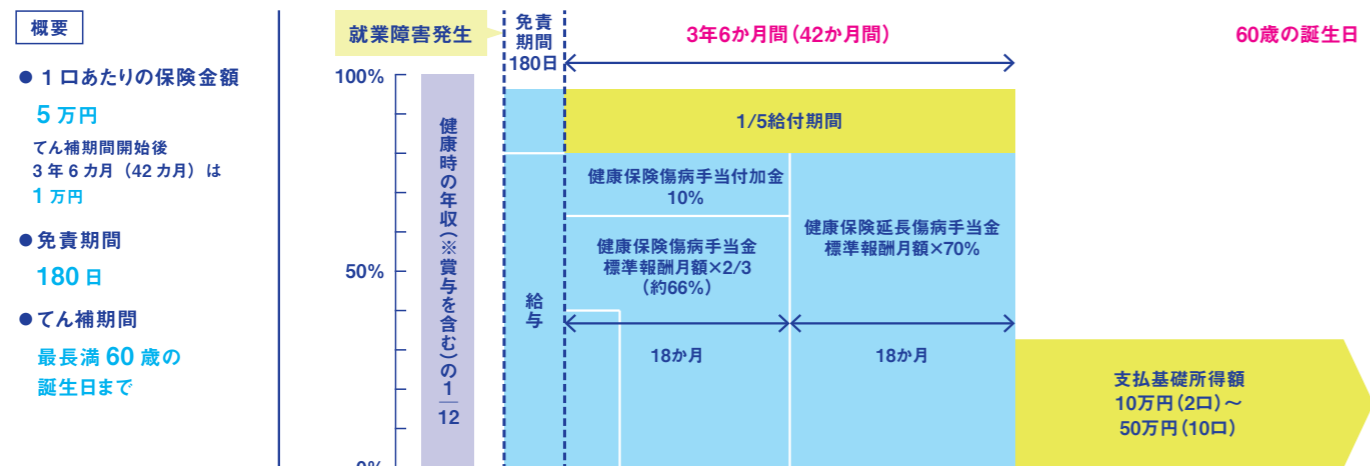 概要
● 1 口あたりの保険金額
5 万円
てん補期間開始後
3 年 6 カ月（42 カ月）は
1 万円
● 免責期間
180 日
● てん補期間
最長満 60 歳の
誕生日まで
就業障害発生
免責
期間
180日
3年6か月間（42か月間）
60歳の誕生日
100%
50%
0%
健康時の年収（※賞与を含む）の1/12
給与
1/5給付期間
健康保険傷病手当付加金
10%
健康保険傷病手当金
標準報酬月額×2/3
（約66%）
18か月
健康保険延長傷病手当金
標準報酬月額×70%
18か月
支払基礎所得額
10万円（2口）〜
50万円（10口）